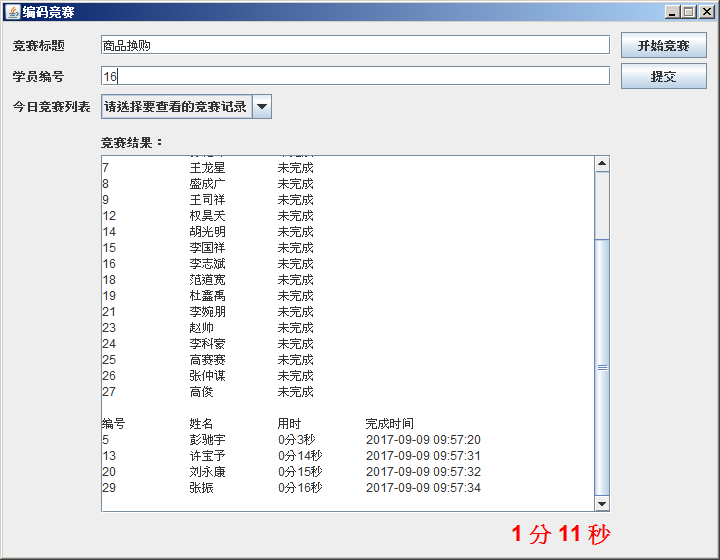 编码竞赛
竞赛标题 商品换购 开始竞赛
学员编号 16 提交
今日竞赛列表 请选择要查看的竞赛记录
竞赛结果：
7 王龙星 未完成
8 盛成广 未完成
9 王司祥 未完成
12 权昊天 未完成
14 胡光明 未完成
15 李国祥 未完成
16 李志斌 未完成
18 范道宽 未完成
19 杜鑫禹 未完成
21 李婉朋 未完成
23 赵帅 未完成
24 李科豪 未完成
25 高赛赛 未完成
26 张仲谋 未完成
27 高俊 未完成
编号 姓名 用时 完成时间
5 彭驰宇 0分3秒 2017-09-09 09:57:20
13 许宝予 0分14秒 2017-09-09 09:57:31
20 刘永康 0分15秒 2017-09-09 09:57:32
29 张振 0分16秒 2017-09-09 09:57:34
1 分 11 秒